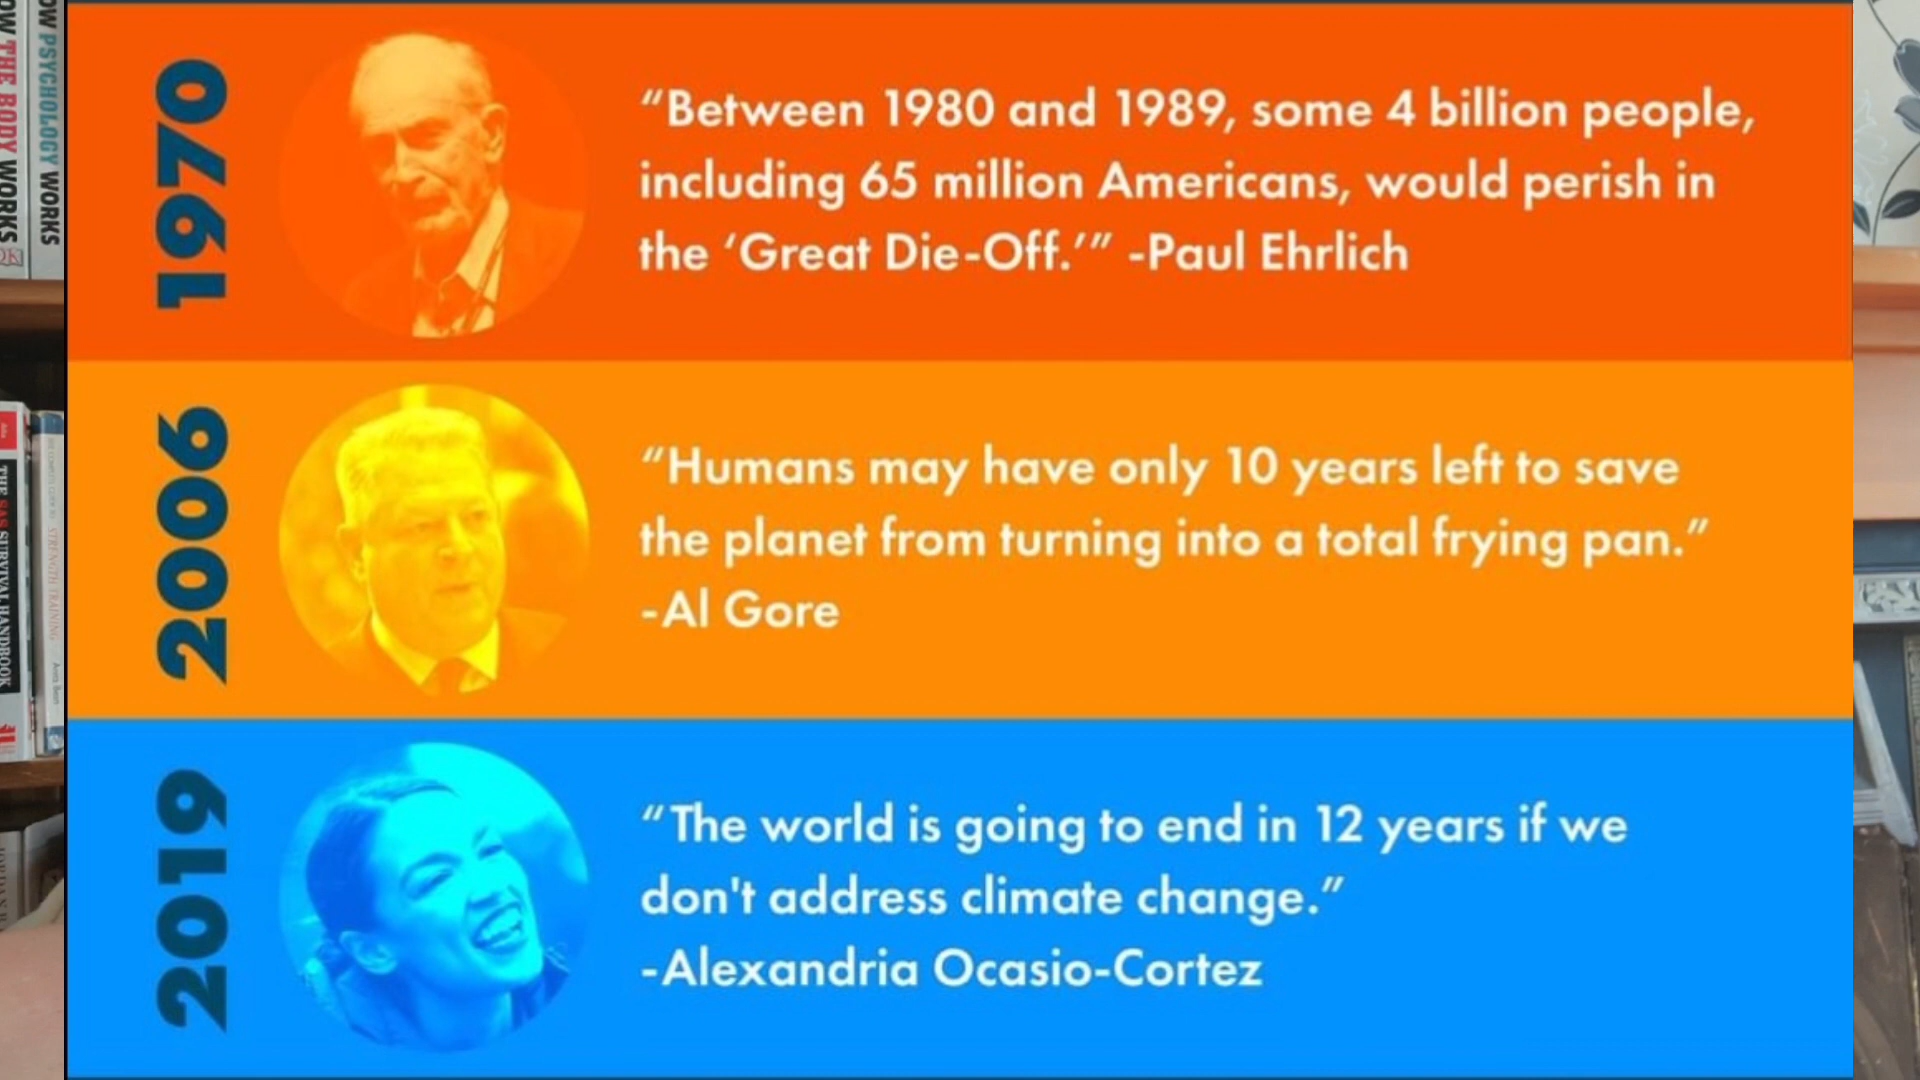 OW THE BODY WORKS
OW PSYCHOLOGY WORKS
DK
THE SAS SURVIVAL HANDBOOK
STRENGTH TRAINING
1970
“Between 1980 and 1989, some 4 billion people,
including 65 million Americans, would perish in
the ‘Great Die-Off.’” -Paul Ehrlich
2006
“Humans may have only 10 years left to save
the planet from turning into a total frying pan.”
-Al Gore
2019
“The world is going to end in 12 years if we
don't address climate change.”
-Alexandria Ocasio-Cortez